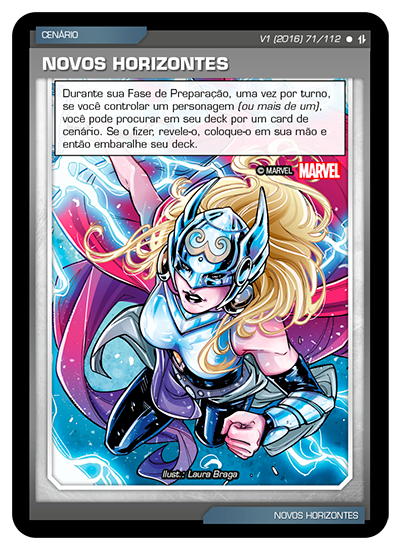 CENÁRIO
V1 (2016) 71/112
NOVOS HORIZONTES
Durante sua Fase de Preparação, uma vez por turno,
se você controlar um personagem (ou mais de um),
você pode procurar em seu deck por um card de
cenário. Se o fizer, revele-o, coloque-o em sua mão e
então embaralhe seu deck.
© MARVEL MARVEL
Ilust.: Laura Braga
NOVOS HORIZONTES